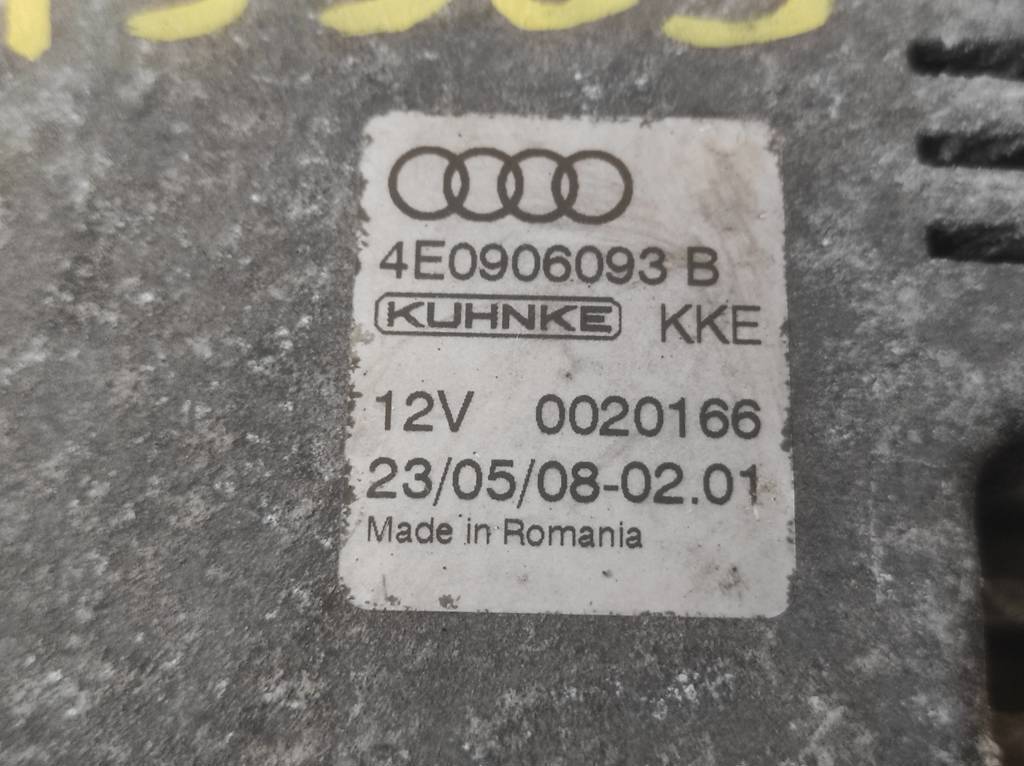 4E0906093 B
KUHNKE KKE
12V 0020166
23/05/08-02.01
Made in Romania